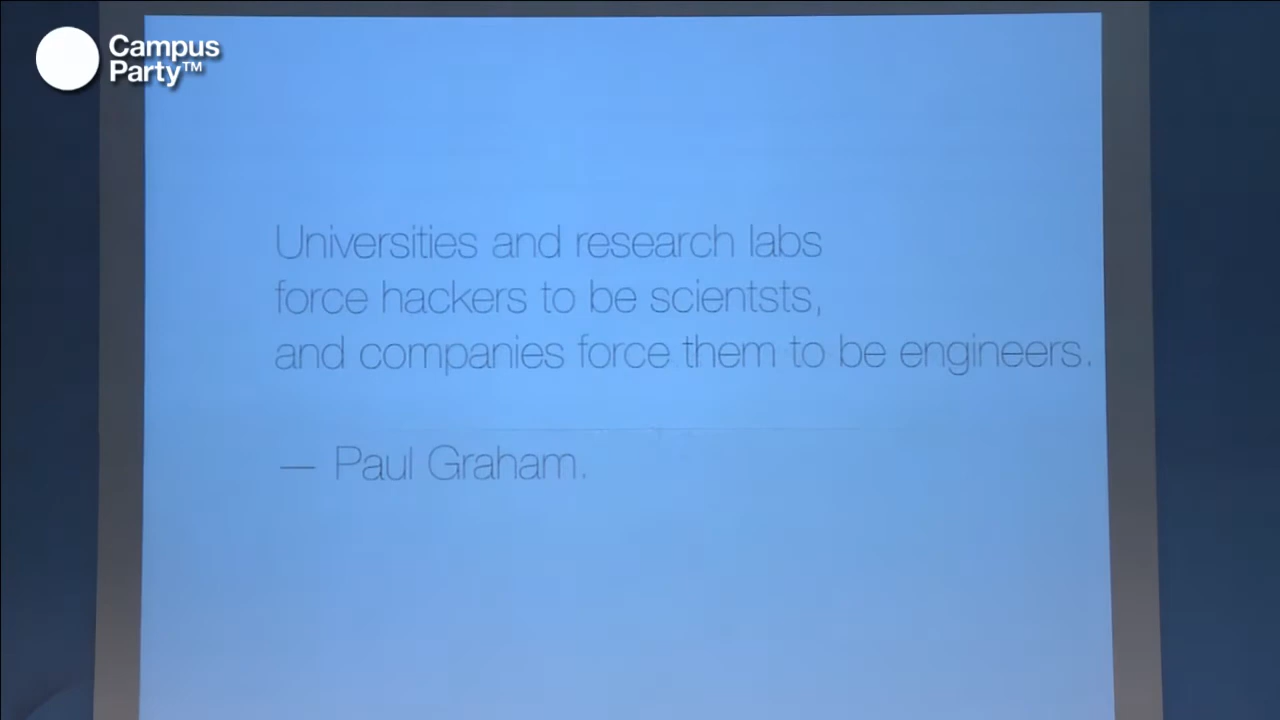 Campus
Party™
Universities and research labs
force hackers to be scientsts,
and companies force them to be engineers.
— Paul Graham.